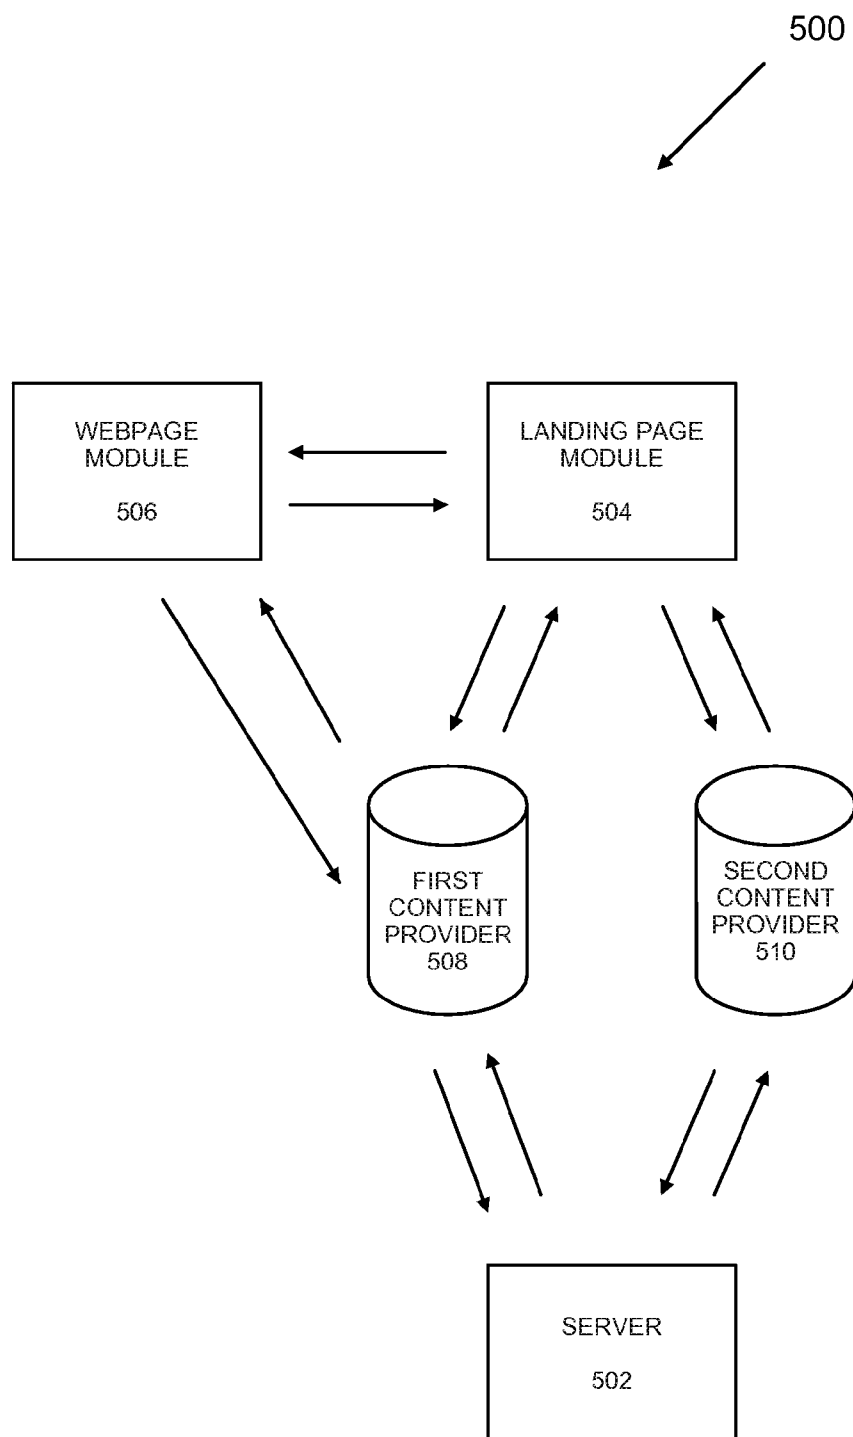 500
WEBPAGE
MODULE
506
LANDING PAGE
MODULE
504
FIRST
CONTENT
PROVIDER
508
SECOND
CONTENT
PROVIDER
510
SERVER
502